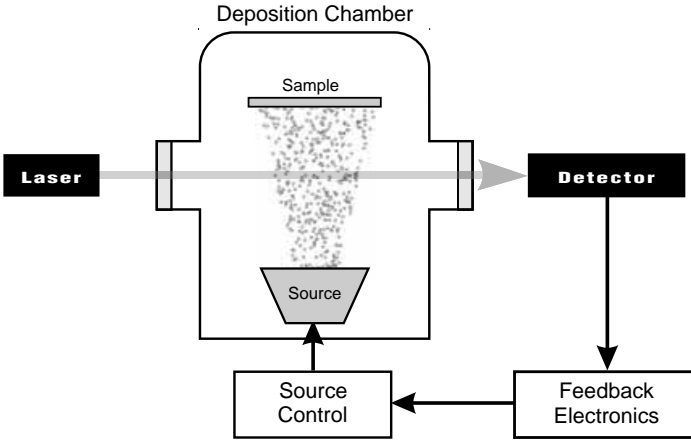 Deposition Chamber
Sample
Laser
Detector
Source
Source
Control
Feedback
Electronics